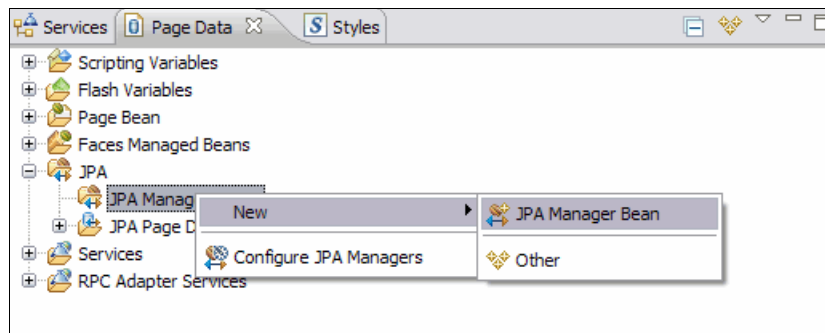 Services Page Data Styles
Scripting Variables
Flash Variables
Page Bean
Faces Managed Beans
JPA
JPA Manag New JPA Manager Bean
JPA Page D
Services Configure JPA Managers Other
RPC Adapter Services